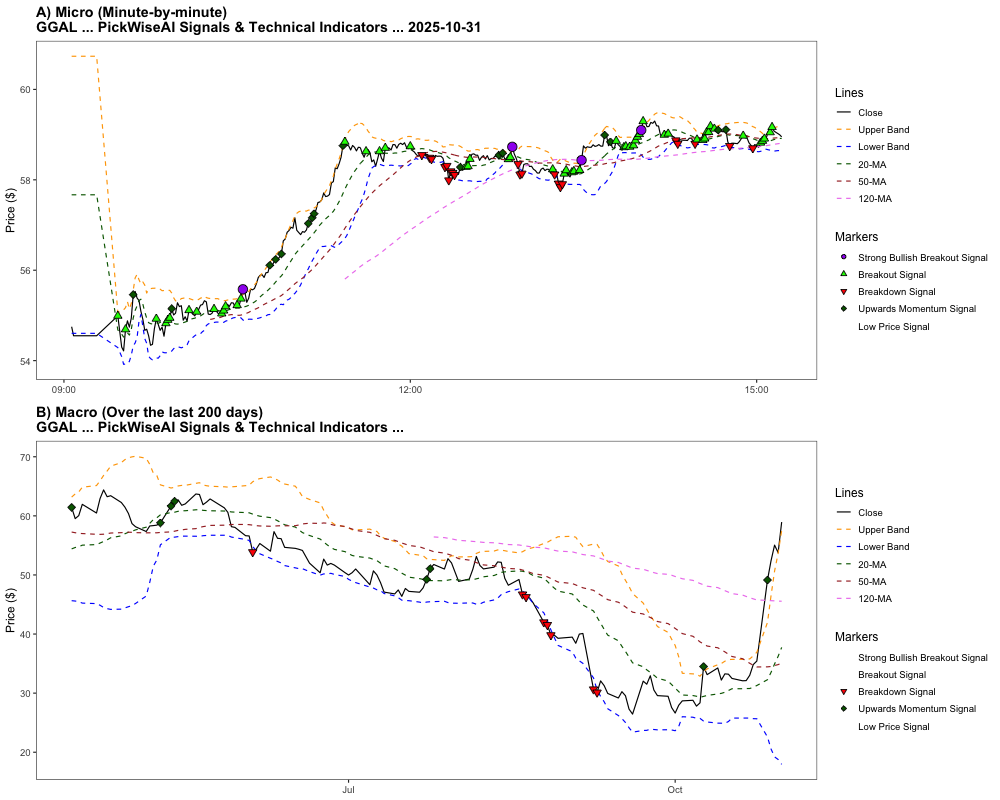 A) Micro (Minute-by-minute)
GGAL ... PickWiseAI Signals & Technical Indicators ... 2025-10-31
Price ($)
60
58
56
54
09:00
12:00
15:00
Lines
Close
Upper Band
Lower Band
20-MA
50-MA
120-MA
Markers
Strong Bullish Breakout Signal
Breakout Signal
Breakdown Signal
Upwards Momentum Signal
Low Price Signal
B) Macro (Over the last 200 days)
GGAL ... PickWiseAI Signals & Technical Indicators ...
Price ($)
70
60
50
40
30
20
Jul
Oct
Lines
Close
Upper Band
Lower Band
20-MA
50-MA
120-MA
Markers
Strong Bullish Breakout Signal
Breakout Signal
Breakdown Signal
Upwards Momentum Signal
Low Price Signal